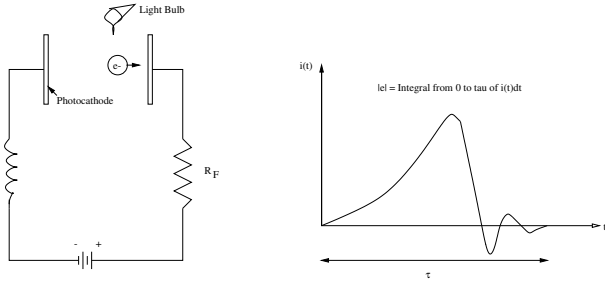 Light Bulb
e-
Photocathode
R F
- +
i(t)
|e| = Integral from 0 to tau of i(t)dt
τ